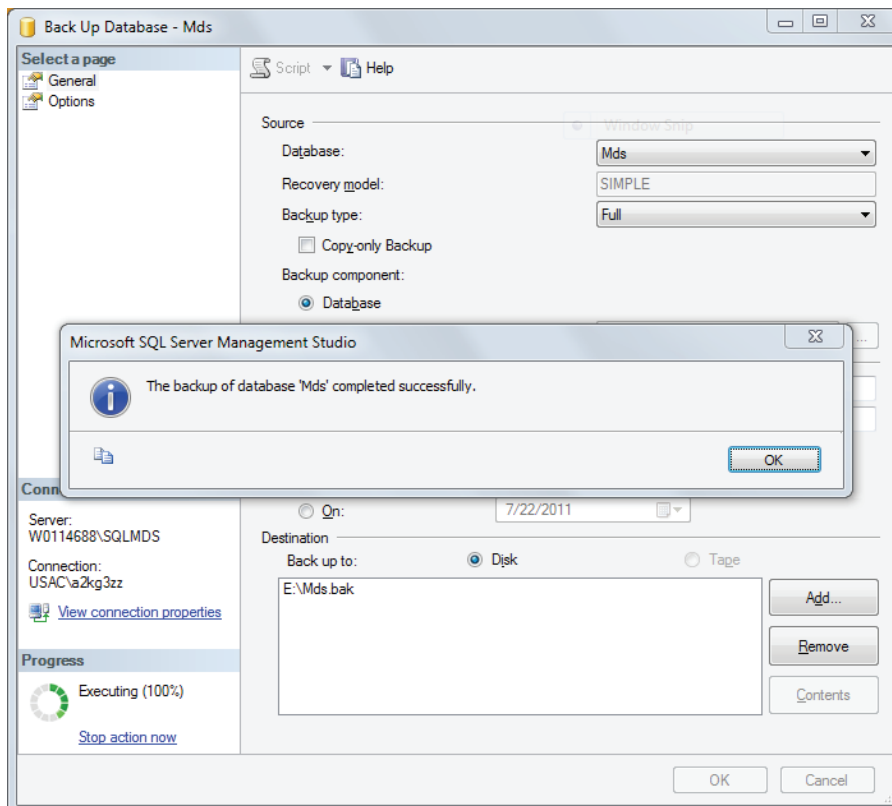 Back Up Database - Mds
Select a page
General
Options
Script
Help
Window Snip
Source
Database:
Mds
Recovery model:
SIMPLE
Backup type:
Full
Copy-only Backup
Backup component:
Database
...
Microsoft SQL Server Management Studio
The backup of database 'Mds' completed successfully.
OK
Conn
Server:
W0114688\SQLMDS
Connection:
USAC\a2kg3zz
View connection properties
Progress
Executing (100%)
Stop action now
On:
7/22/2011
Destination
Back up to:
Disk
Tape
E:\Mds.bak
Add...
Remove
Contents
OK
Cancel